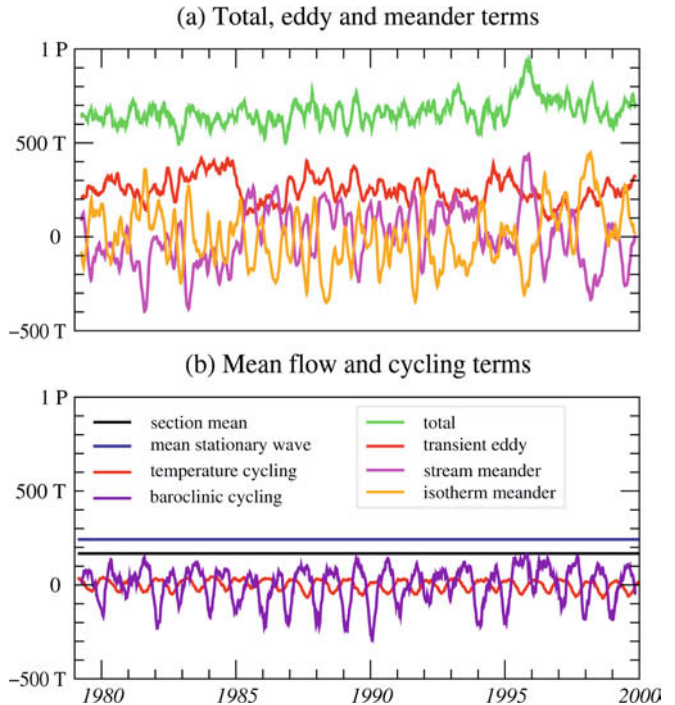 (a) Total, eddy and meander terms
1 P
500 T
0
−500 T
(b) Mean flow and cycling terms
1 P
section mean
mean stationary wave
temperature cycling
baroclinic cycling
total
transient eddy
stream meander
isotherm meander
500 T
0
−500 T
1980 1985 1990 1995 2000